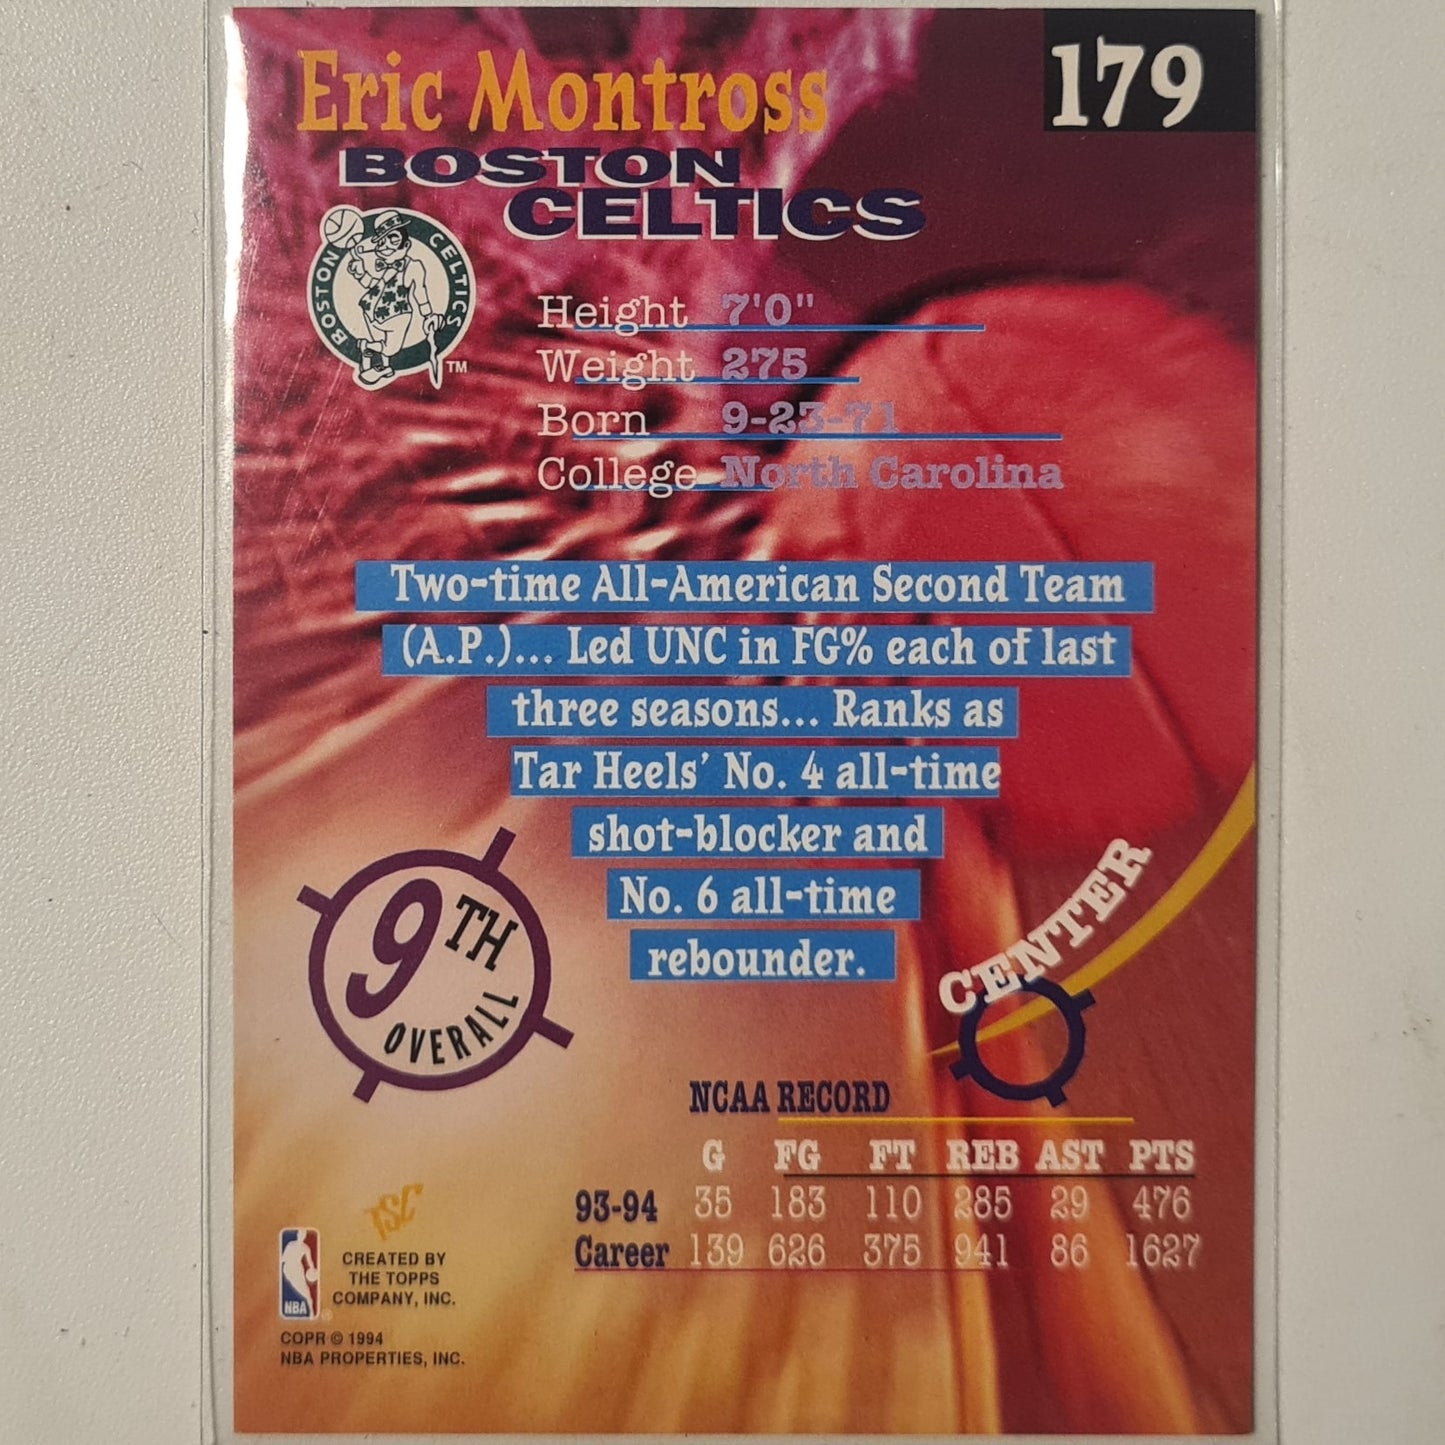 Eric Montross
179
BOSTON
CELTICS
BOSTON CELTICS
TM
Height 7'0"
Weight 275
Born 9-23-71
College North Carolina
Two-time All-American Second Team
(A.P.)... Led UNC in FG% each of last
three seasons... Ranks as
Tar Heels' No. 4 all-time
shot-blocker and
No. 6 all-time
rebounder.
9TH
OVERALL
CENTER
NCAA RECORD
G FG FT REB AST PTS
93-94 35 183 110 285 29 476
Career 139 626 375 941 86 1627
TSC
CREATED BY
THE TOPPS
COMPANY, INC.
NBA
COPR © 1994
NBA PROPERTIES, INC.